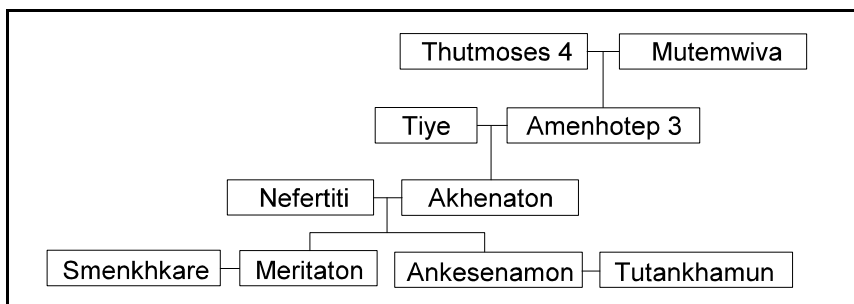 Thutmoses 4 Mutemwiva
Tiye Amenhotep 3
Nefertiti Akhenaton
Smenkhkare Meritaton Ankesenamon Tutankhamun